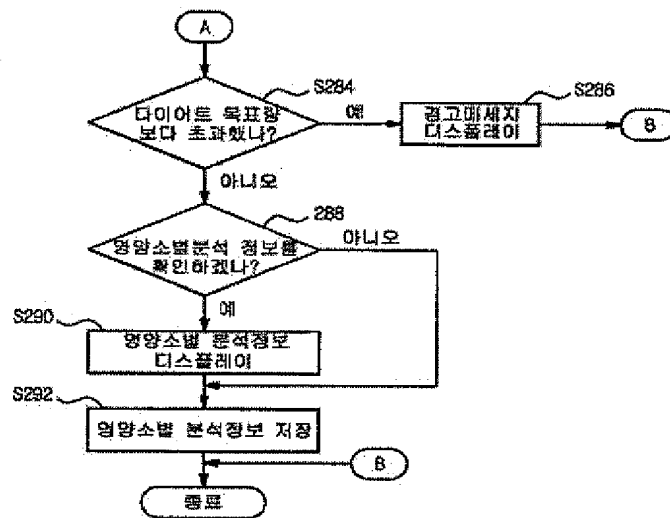 A
S284
다이어트 목표량
보다 초과했나?
예
S286
경고메세지
디스플레이
B
아니오
288
영양소별분석 정보를
확인하겠나?
아니오
예
S290
영양소별 분석정보
디스플레이
S292
영양소별 분석정보 저장
B
종료